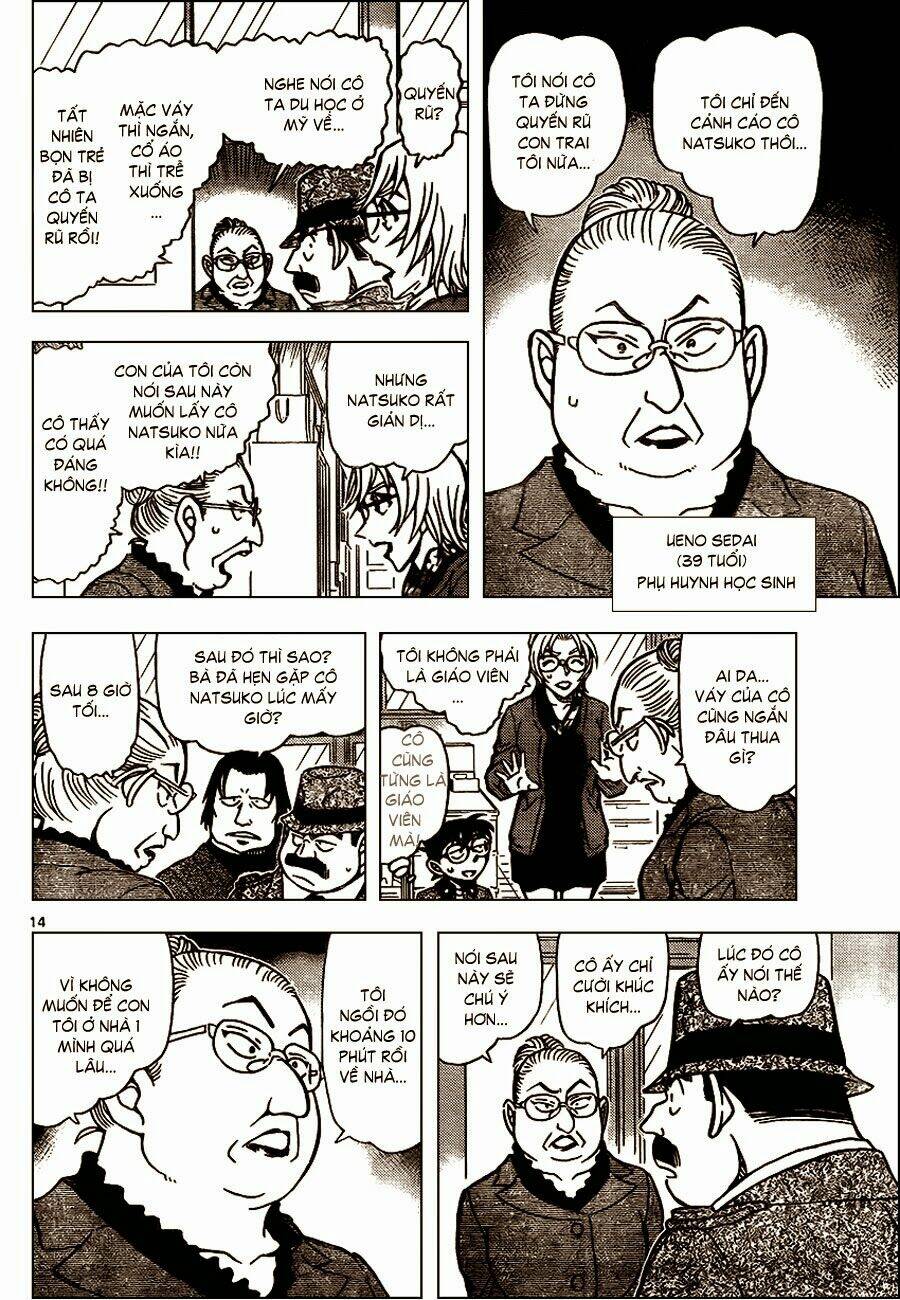 TÔI CHỈ ĐẾN
CẢNH CÁO CÔ
NATSUKO THÔI...
TÔI NÓI CÔ
TA ĐỪNG
QUYẾN RŨ
CON TRAI
TÔI NỮA...
UENO SEDAI
(39 TUỔI)
PHỤ HUYNH HỌC SINH
QUYẾN
RŨ?
NGHE NÓI CÔ
TA DU HỌC Ở
MỸ VỀ...
MẶC VÁY
THÌ NGẮN,
CỔ ÁO
THÌ TRỄ
XUỐNG
...
TẤT
NHIÊN
BỌN TRẺ
ĐÃ BỊ
CÔ TA
QUYẾN
RŨ RỒI!
NHƯNG
NATSUKO RẤT
GIẢN DỊ...
CON CỦA TÔI CÒN
NÓI SAU NÀY
MUỐN LẤY CÔ
NATSUKO NỮA
KÌA!!
CÔ THẤY
CÓ QUÁ
ĐÁNG
KHÔNG!!
AI DA...
VÁY CỦA CÔ
CŨNG NGẮN
ĐÂU THUA
GÌ?
TÔI KHÔNG PHẢI
LÀ GIÁO VIÊN
...
CÔ
CŨNG
TỪNG LÀ
GIÁO
VIÊN
MÀ!
SAU ĐÓ THÌ SAO?
BÀ ĐÃ HẸN GẶP CÔ
NATSUKO LÚC MẤY
GIỜ?
SAU 8 GIỜ
TỐI...
14
LÚC ĐÓ CÔ
ẤY NÓI THẾ
NÀO?
CÔ ẤY CHỈ
CƯỜI KHÚC
KHÍCH.
NÓI SAU
NÀY SẼ
CHÚ Ý
HƠN...
TÔI
NGỒI ĐÓ
KHOẢNG 10
PHÚT RỒI
VỀ NHÀ...
VÌ KHÔNG
MUỐN ĐỂ CON
TÔI Ở NHÀ 1
MÌNH QUÁ
LÂU...